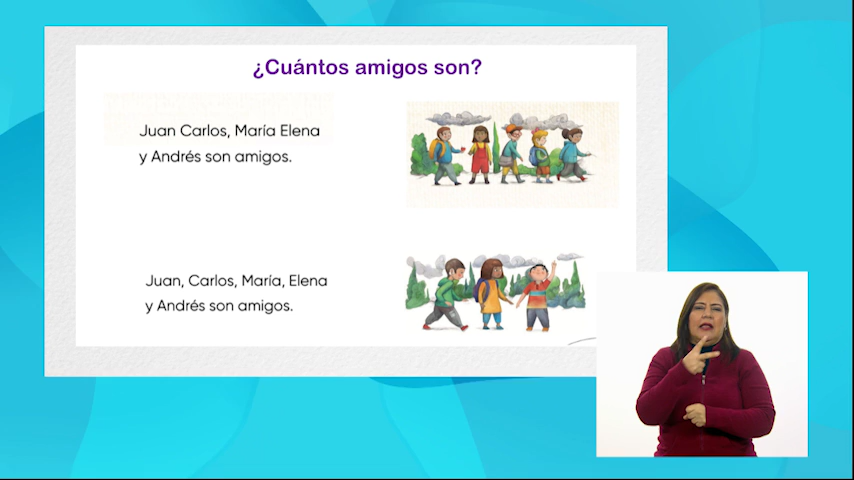 ¿Cuántos amigos son?
Juan Carlos, María Elena
y Andrés son amigos.
Juan, Carlos, María, Elena
y Andrés son amigos.